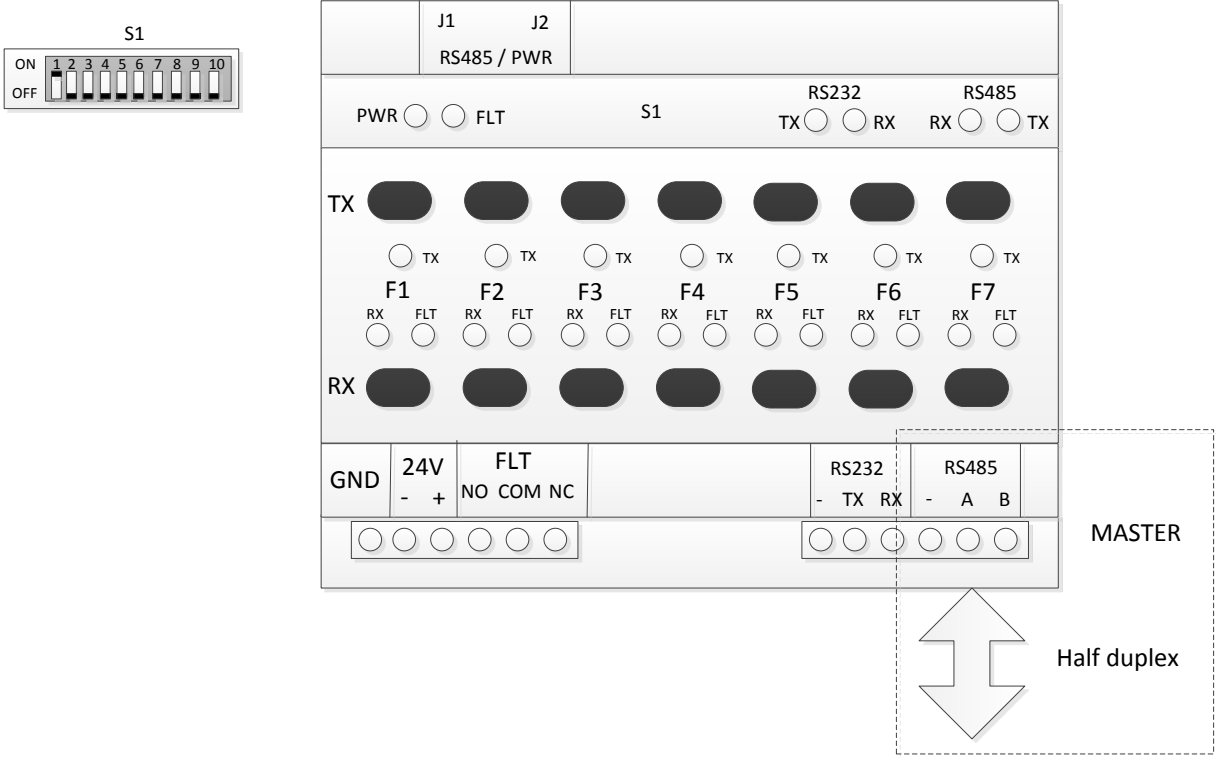 S1
ON 1 2 3 4 5 6 7 8 9 10
OFF
J1 J2
RS485 / PWR
PWR FLT S1 RS232 RS485
TX RX RX TX
TX
TX TX TX TX TX TX TX
F1 F2 F3 F4 F5 F6 F7
RX FLT RX FLT RX FLT RX FLT RX FLT RX FLT RX FLT
RX
GND 24V FLT RS232 RS485
- + NO COM NC - TX RX - A B
MASTER
Half duplex